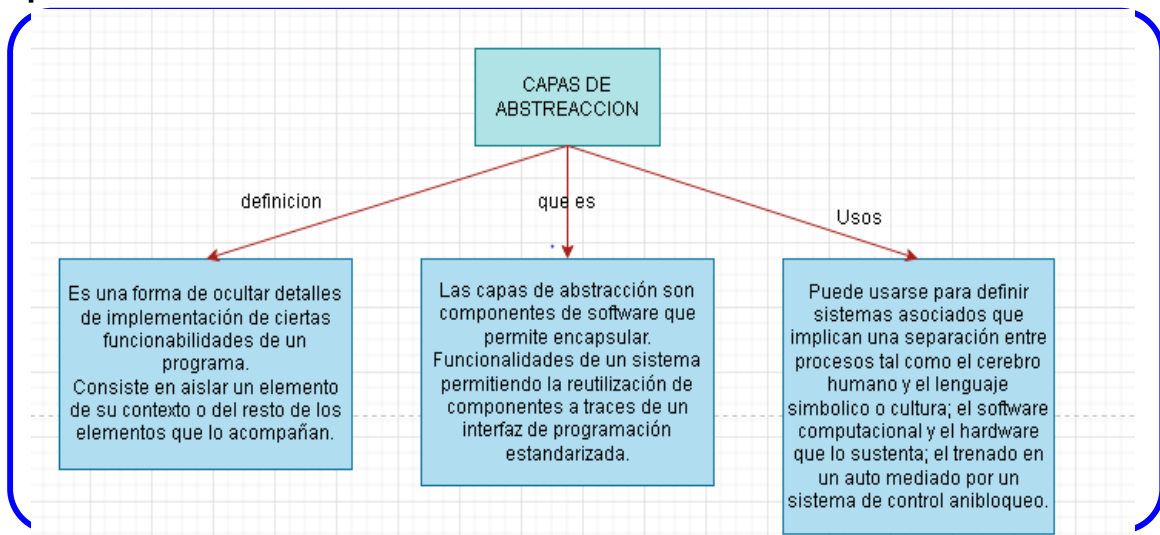 CAPAS DE
ABSTREACCION
definicion
que es
Usos
Es una forma de ocultar detalles
de implementación de ciertas
funcionabilidades de un
programa.
Consiste en aislar un elemento
de su contexto o del resto de los
elementos que lo acompañan.
Las capas de abstracción son
componentes de software que
permite encapsular.
Funcionalidades de un sistema
permitiendo la reutilización de
componentes a traces de un
interfaz de programación
estandarizada.
Puede usarse para definir
sistemas asociados que
implican una separación entre
procesos tal como el cerebro
humano y el lenguaje
simbolico o cultura; el software
computacional y el hardware
que lo sustenta; el trenado en
un auto mediado por un
sistema de control anibloqueo.